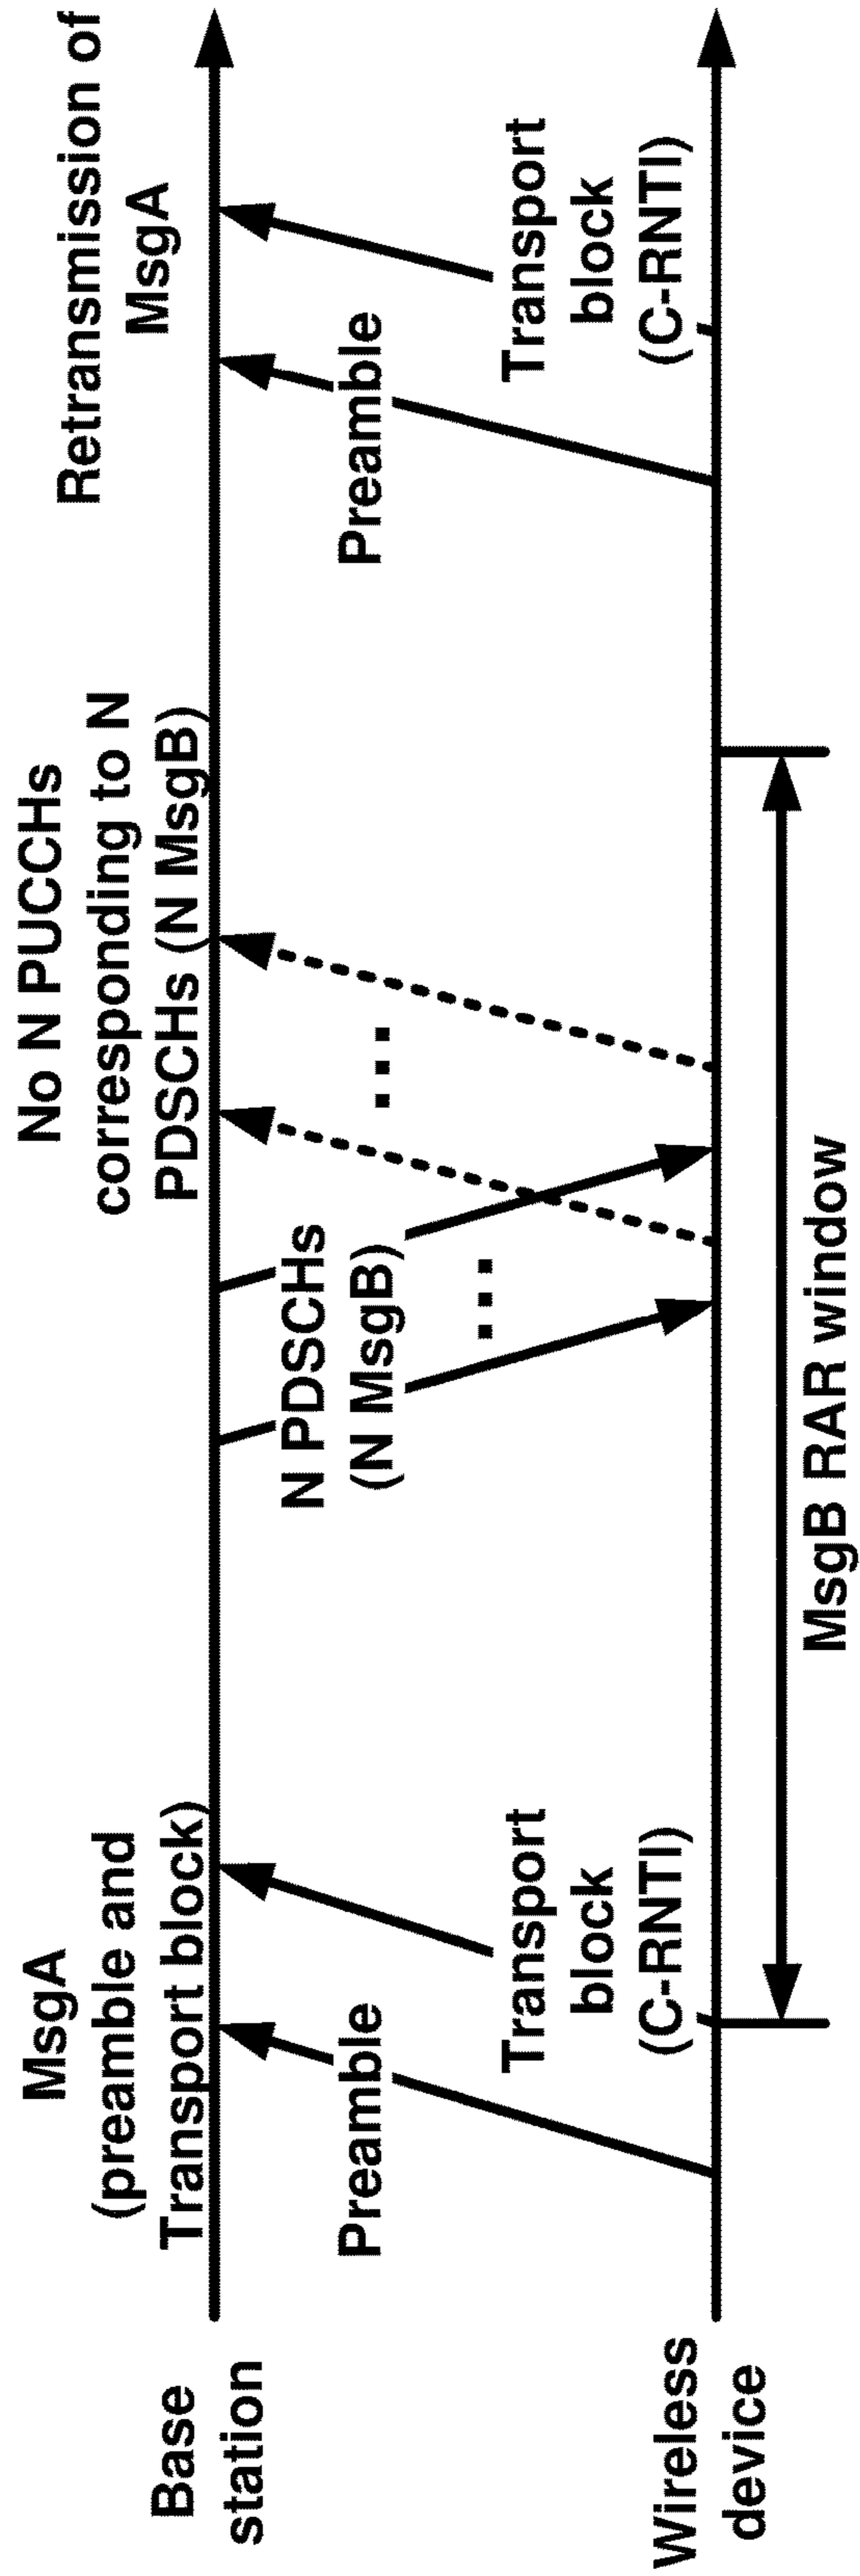 MsgA
(preamble and
Transport block)
No N PUCCHs
corresponding to N
PDSCHs (N MsgB)
Retransmission of
MsgA
Base
station
Preamble
Transport
block
(C-RNTI)
N PDSCHs
(N MsgB)
...
...
Preamble
Transport
block
(C-RNTI)
Wireless
device
MsgB RAR window